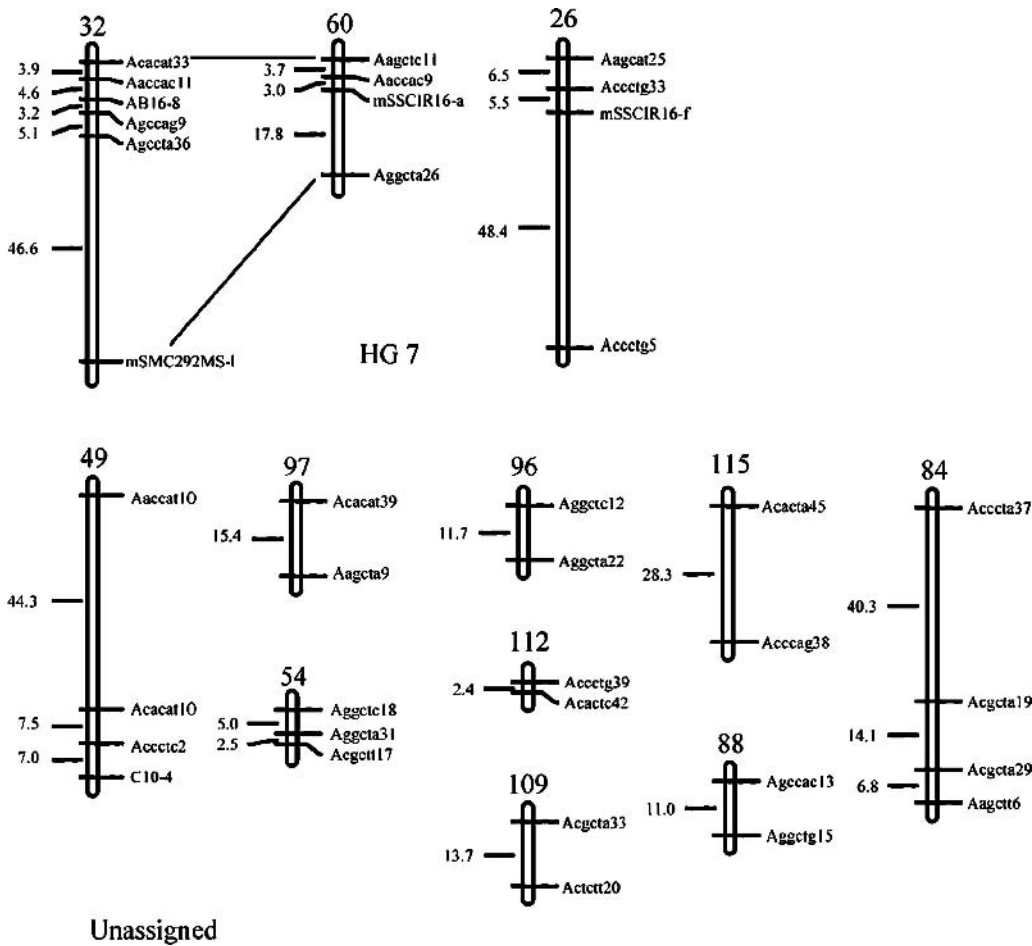 32
3.9
4.6
3.2
5.1
46.6
Acacat33
Aaccac11
AB16-8
Agccag9
Agccta36
mSMC292MS-l
60
3.7
3.0
17.8
Aagctc11
Aaccac9
mSSCIR16-a
Aggcta26
26
6.5
5.5
48.4
Aagcat25
Accctg33
mSSCIR16-f
Accctg5
HG 7
49
44.3
7.5
7.0
Aaccat10
Acacat10
Accctc2
C10-4
97
15.4
Acacat39
Aagcta9
96
11.7
Aggctc12
Aggcta22
115
28.3
Acacta45
Acccag38
84
40.3
14.1
6.8
Acccta37
Acgcta19
Acgcta29
Aagctt6
54
5.0
2.5
Aggctc18
Aggcta31
Acgctt17
112
2.4
Accctg39
Acactc42
88
11.0
Agccac13
Aggctg15
109
13.7
Acgcta33
Actctt20
Unassigned